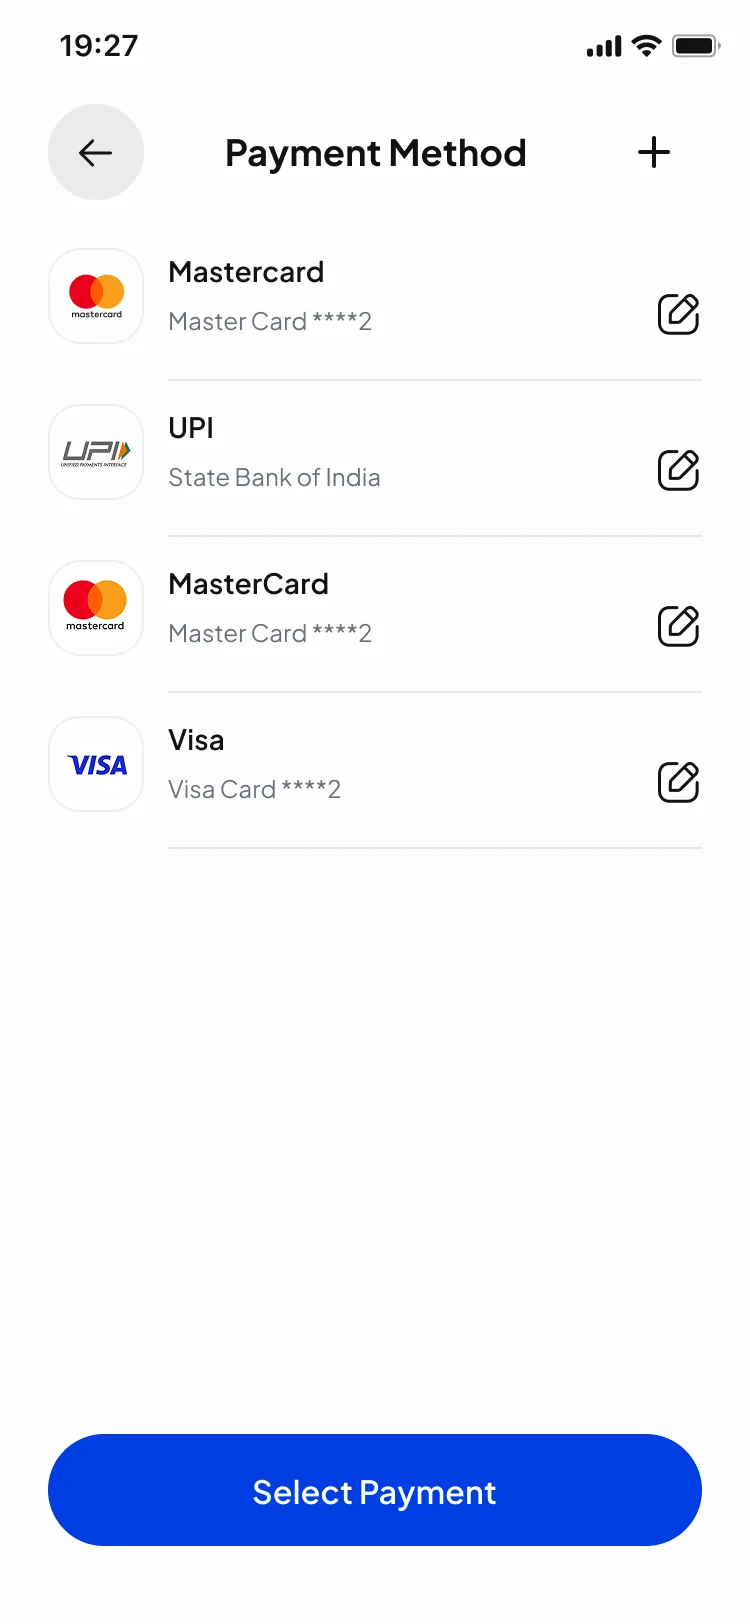 19:27
Payment Method
mastercard
Mastercard
Master Card ****2
UPI
UNIFIED PAYMENTS INTERFACE
UPI
State Bank of India
mastercard
MasterCard
Master Card ****2
VISA
Visa
Visa Card ****2
Select Payment